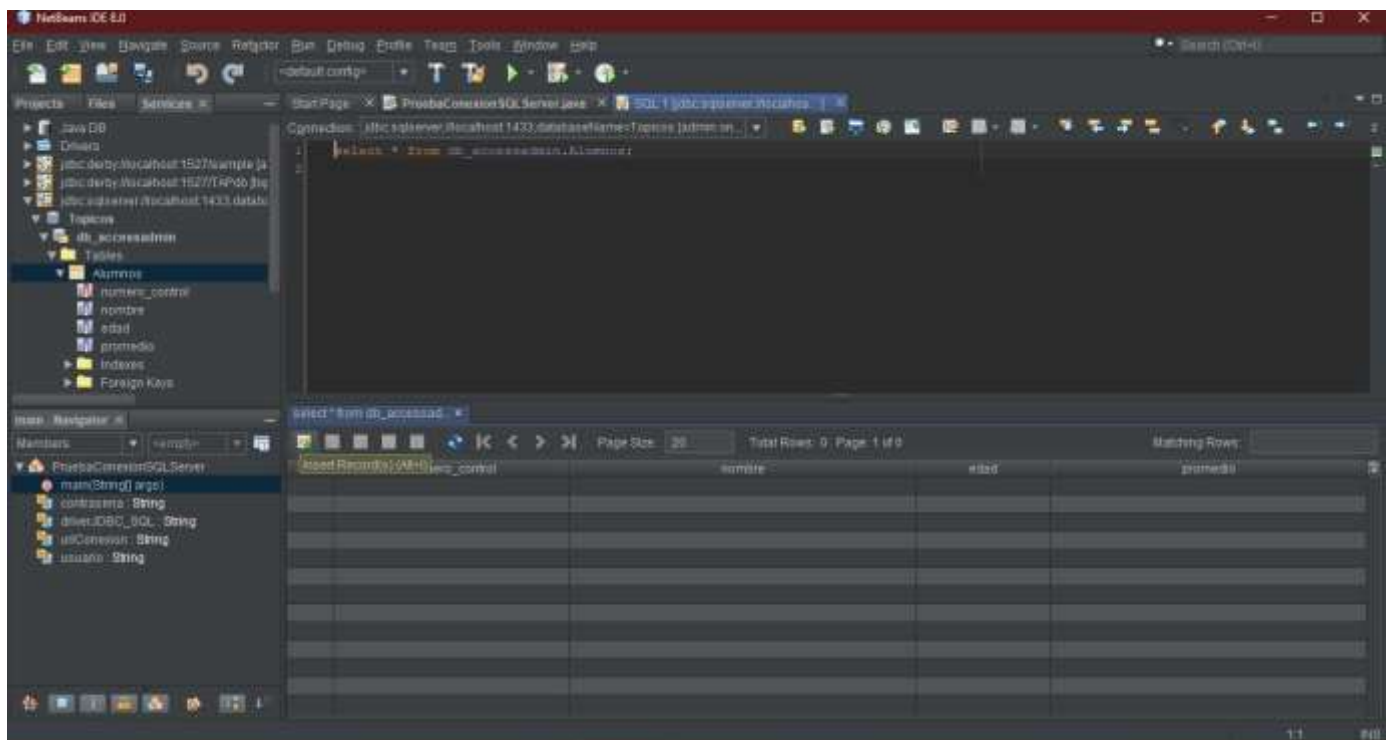 NetBeans IDE 8.0
File Edit View Navigate Source Refactor Run Debug Profile Team Tools Window Help
Search (Ctrl+I)
<default config>
Projects Files Services
Start Page PruebaConexionSQLServer.java SQL 1 [jdbc:sqlserver://localhos...]
Java DB
Connection: jdbc:sqlserver://localhost:1433;databaseName=Topicos [admin on
Drivers
1 select * from db_accessadmin.Alumnos;
2
jdbc:derby://localhost:1527/sample [a
jdbc:derby://localhost:1527/TAPdb
jdbc:sqlserver://localhost:1433;databa
Topicos
db_accessadmin
Tables
Alumnos
numero_control
nombre
edad
promedio
Indexes
Foreign Keys
main - Navigator
select * from db_accessad...
Members <empty>
Page Size: 20 Total Rows: 0 Page: 1 of 0 Matching Rows:
PruebaConexionSQLServer
Insert Record(s) (Alt+I)
nombre edad promedio
main(String[] args)
contrasena : String
driverJDBC_SQL : String
urlConexion : String
usuario : String
1:1 INS